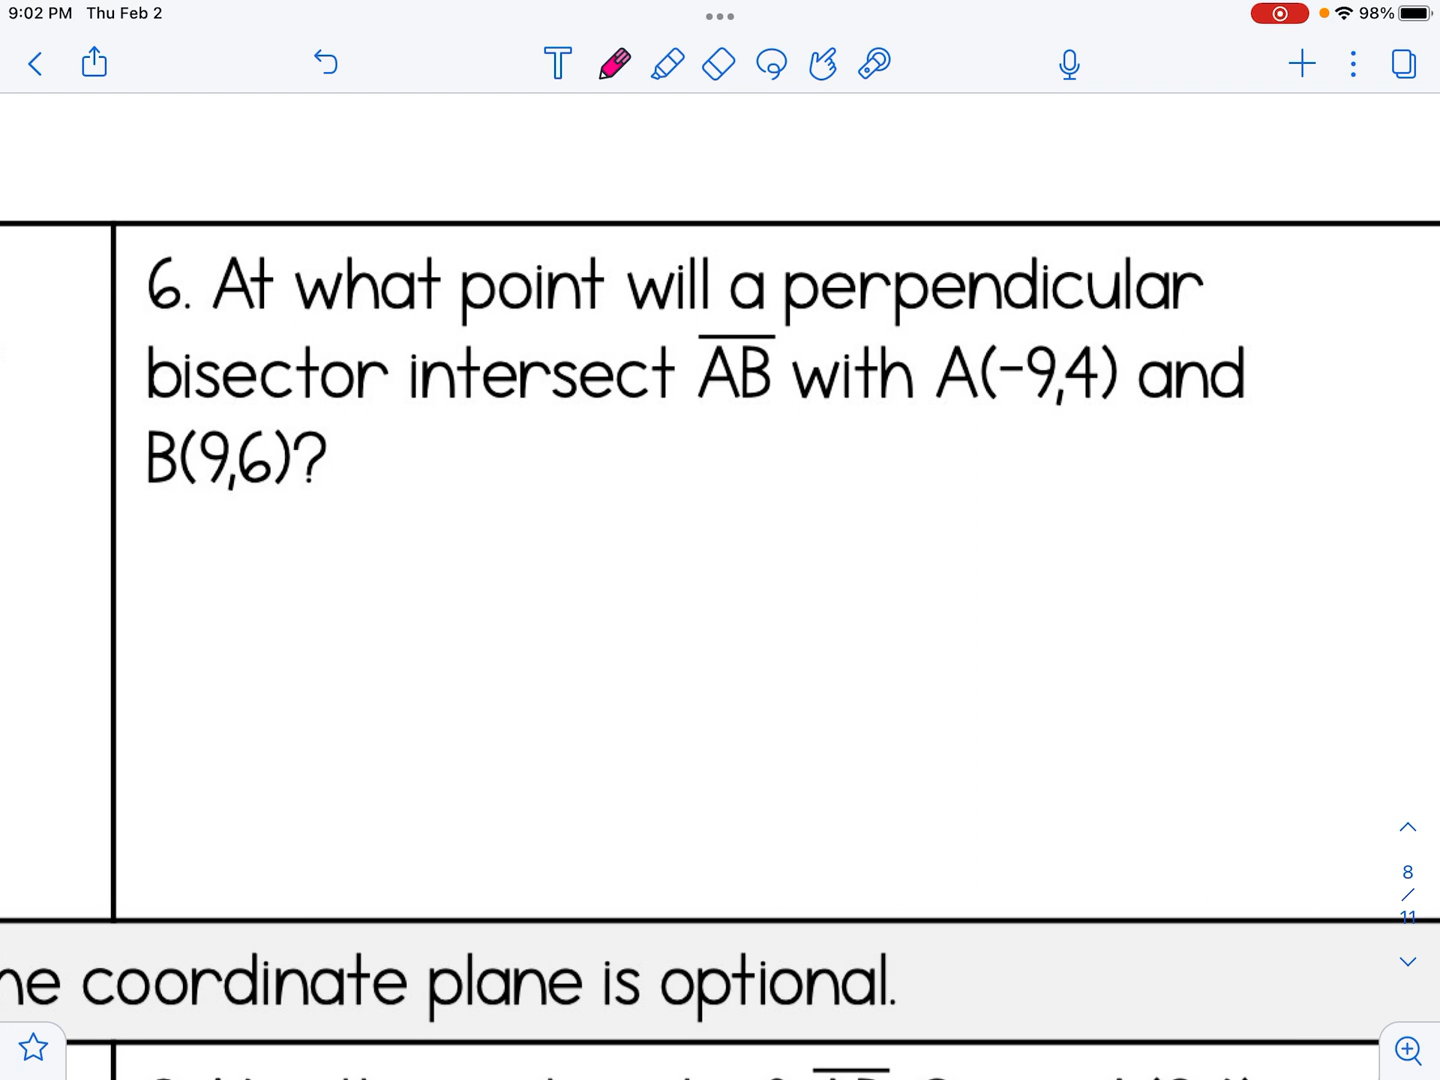 9:02 PM Thu Feb 2
98%
6. At what point will a perpendicular
bisector intersect AB with A(-9,4) and
B(9,6)?
8
/
11
coordinate plane is optional.